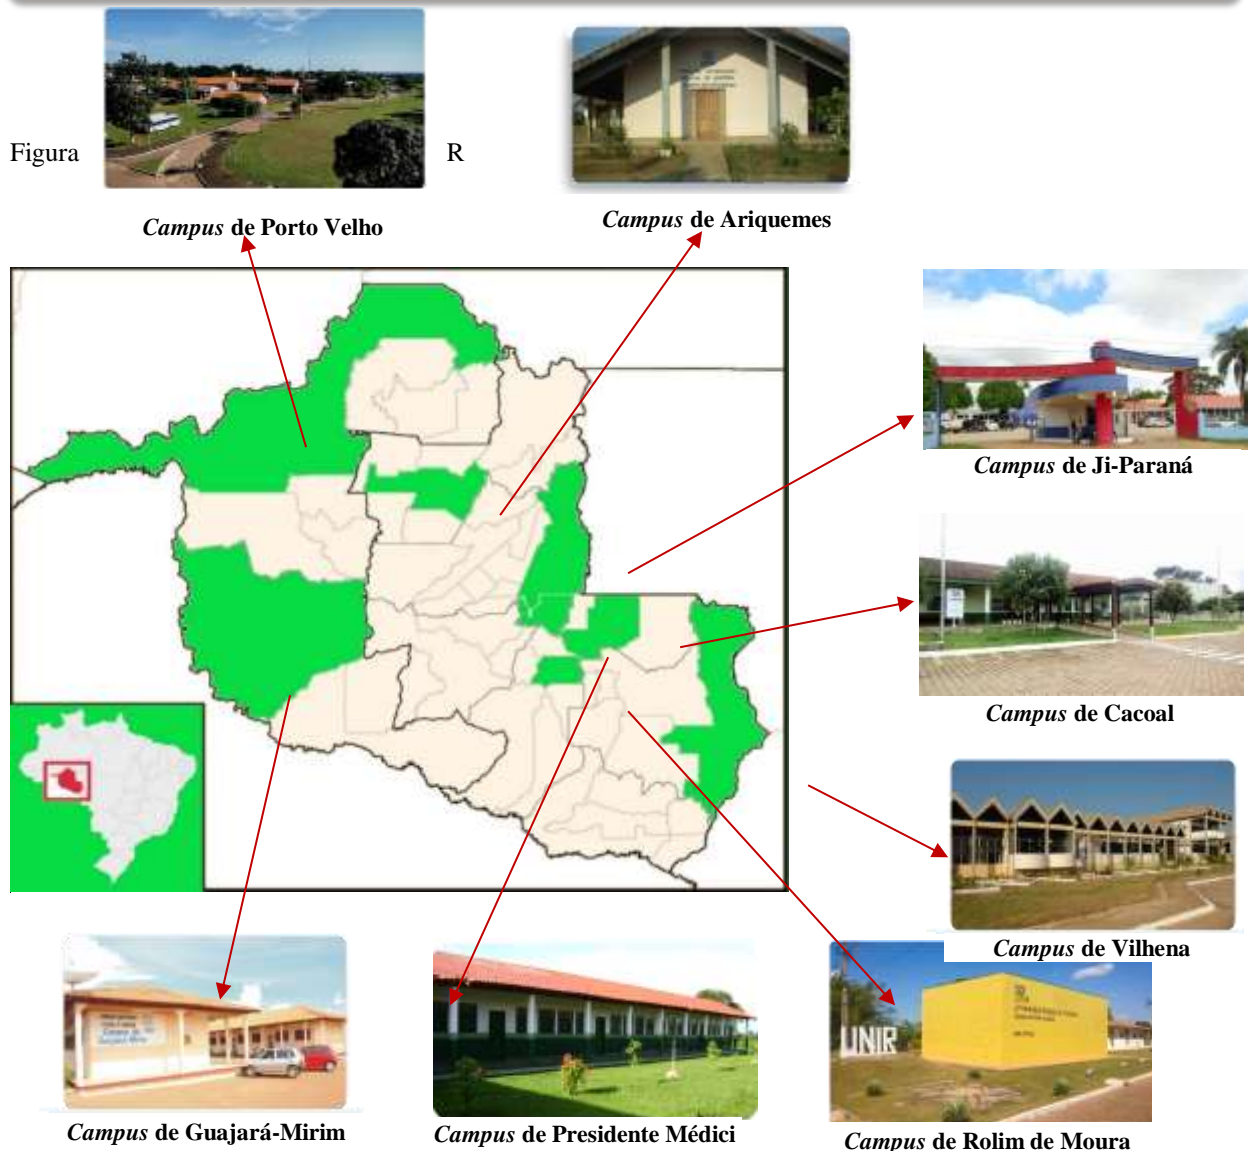 Figura
R
Campus de Porto Velho
Campus de Ariquemes
Campus de Ji-Paraná
Campus de Cacoal
Campus de Vilhena
UNIR
Campus de Guajará-Mirim
Campus de Presidente Médici
Campus de Rolim de Moura